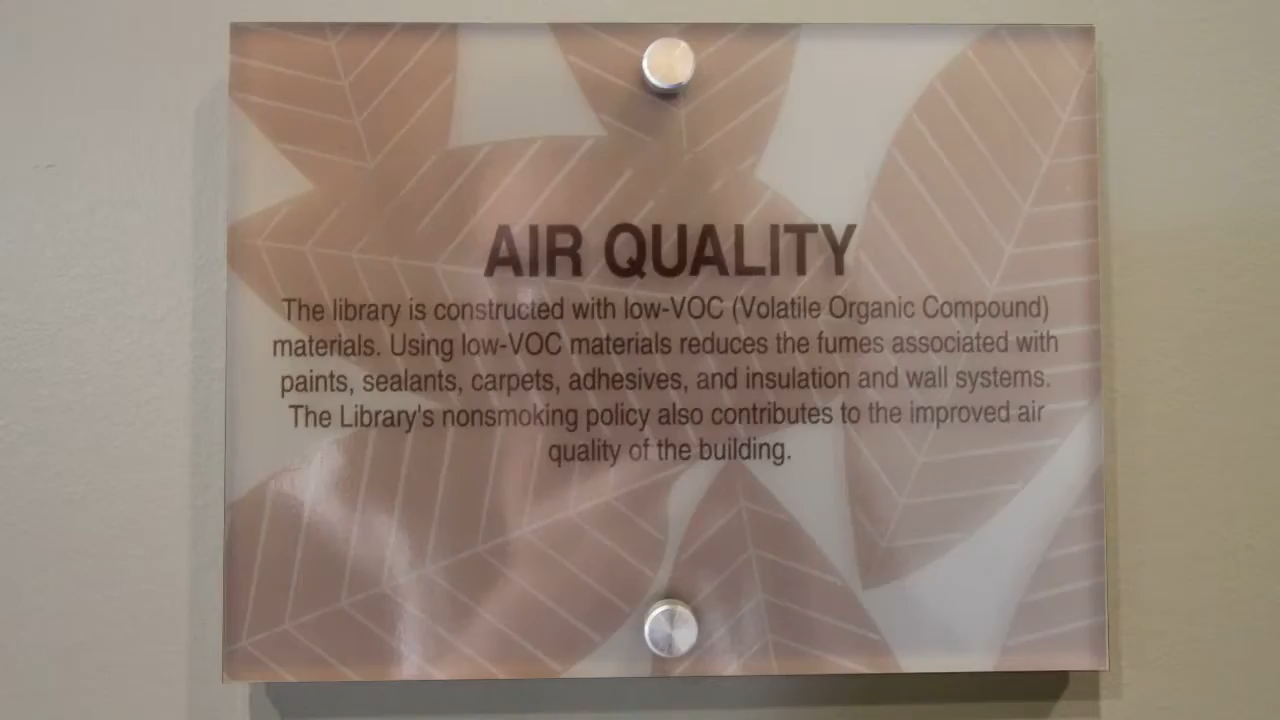 AIR QUALITY
The library is constructed with low-VOC (Volatile Organic Compound)
materials. Using low-VOC materials reduces the fumes associated with
paints, sealants, carpets, adhesives, and insulation and wall systems.
The Library's nonsmoking policy also contributes to the improved air
quality of the building.